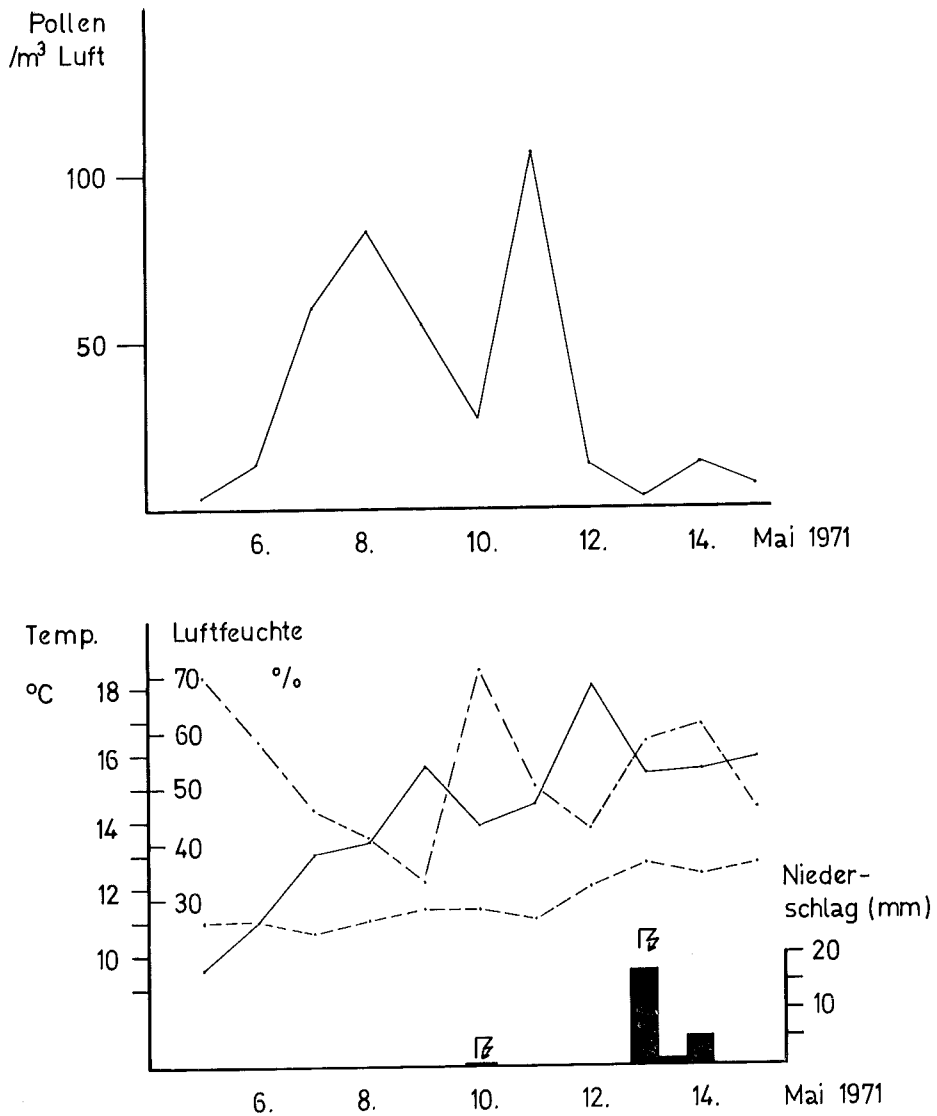 Pollen
/m³ Luft
100
50
6. 8. 10. 12. 14. Mai 1971
Temp. Luftfeuchte
°C %
18
16
14
12
10
70
60
50
40
30
Nieder-
schlag (mm)
20
10
6. 8. 10. 12. 14. Mai 1971